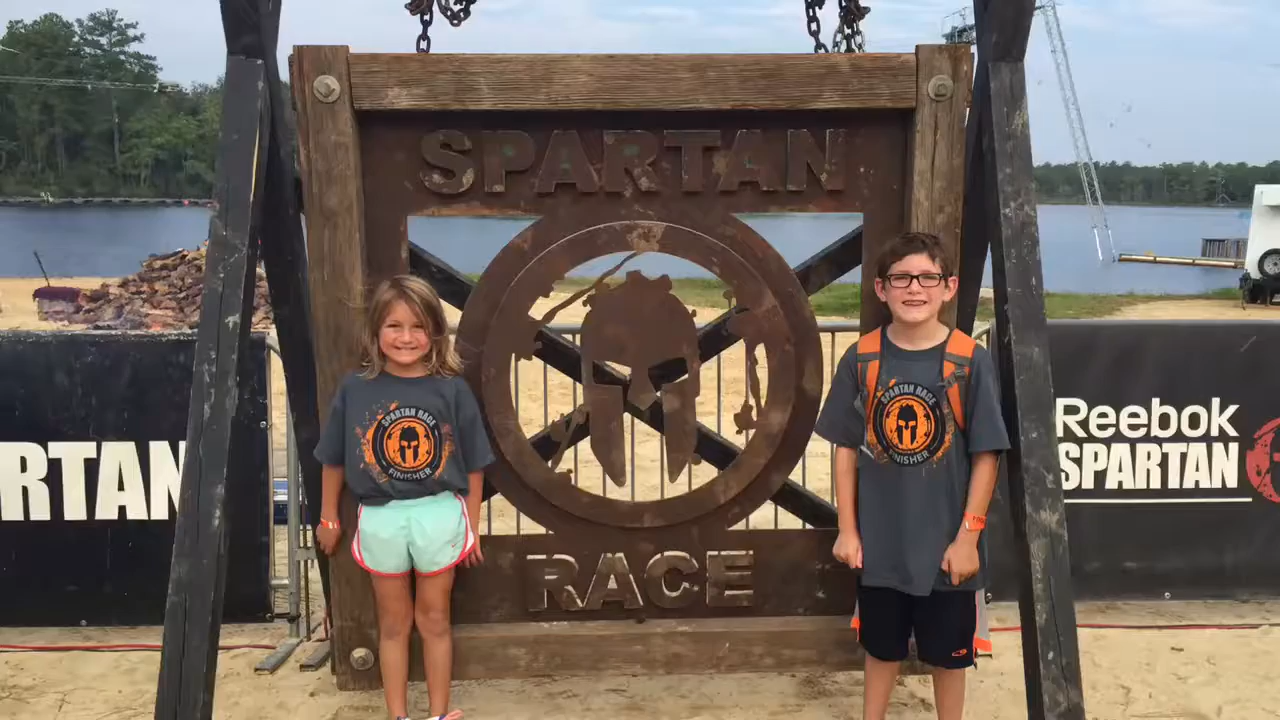 SPARTAN
RACE
SPARTAN RACE
FINISHER
SPARTAN RACE
FINISHER
RTAN
Reebok
SPARTAN